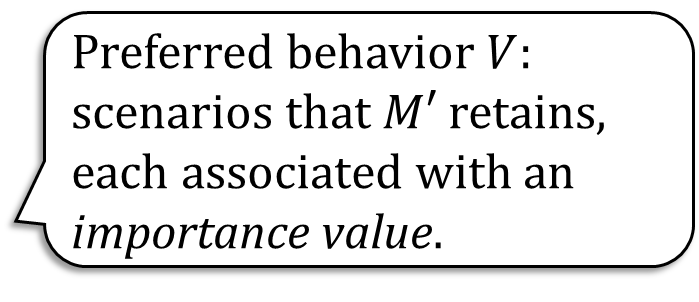 Preferred behavior V:
scenarios that M′ retains,
each associated with an
importance value.